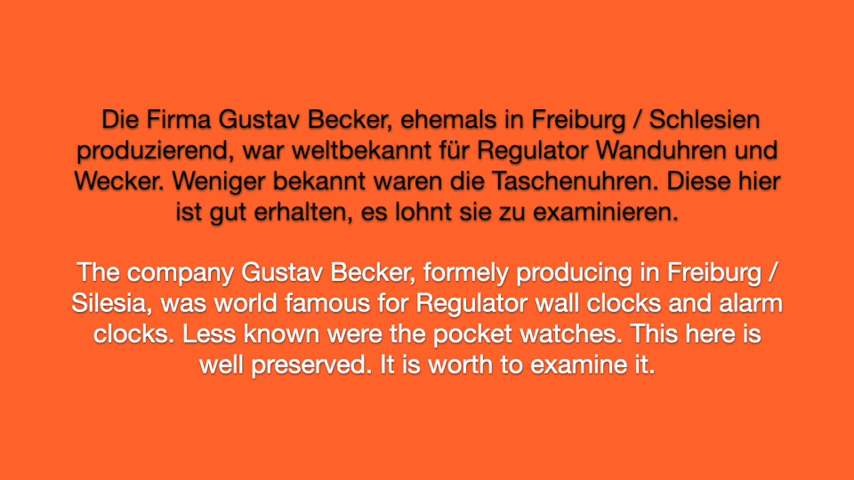 Die Firma Gustav Becker, ehemals in Freiburg / Schlesien
produzierend, war weltbekannt für Regulator Wanduhren und
Wecker. Weniger bekannt waren die Taschenuhren. Diese hier
ist gut erhalten, es lohnt sie zu examinieren.
The company Gustav Becker, formely producing in Freiburg /
Silesia, was world famous for Regulator wall clocks and alarm
clocks. Less known were the pocket watches. This here is
well preserved. It is worth to examine it.